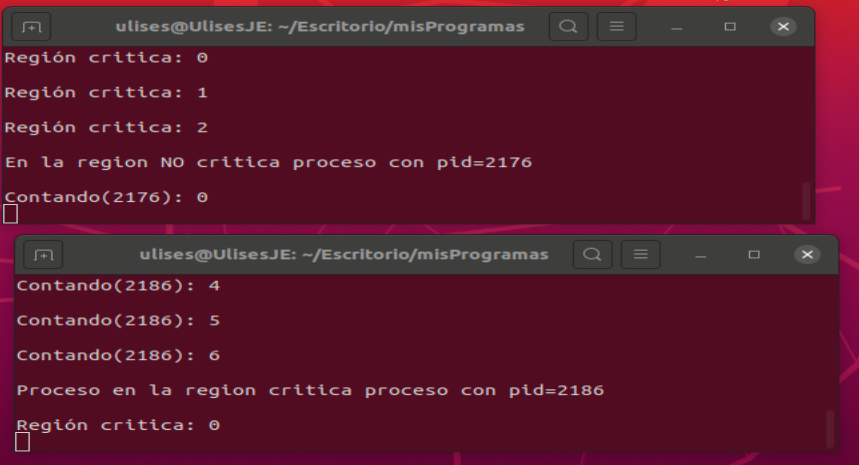 ulises@UlisesJE: ~/Escritorio/misProgramas
Región critica: 0
Región critica: 1
Región critica: 2
En la region NO critica proceso con pid=2176
Contando(2176): 0
ulises@UlisesJE: ~/Escritorio/misProgramas
Contando(2186): 4
Contando(2186): 5
Contando(2186): 6
Proceso en la region critica proceso con pid=2186
Región critica: 0